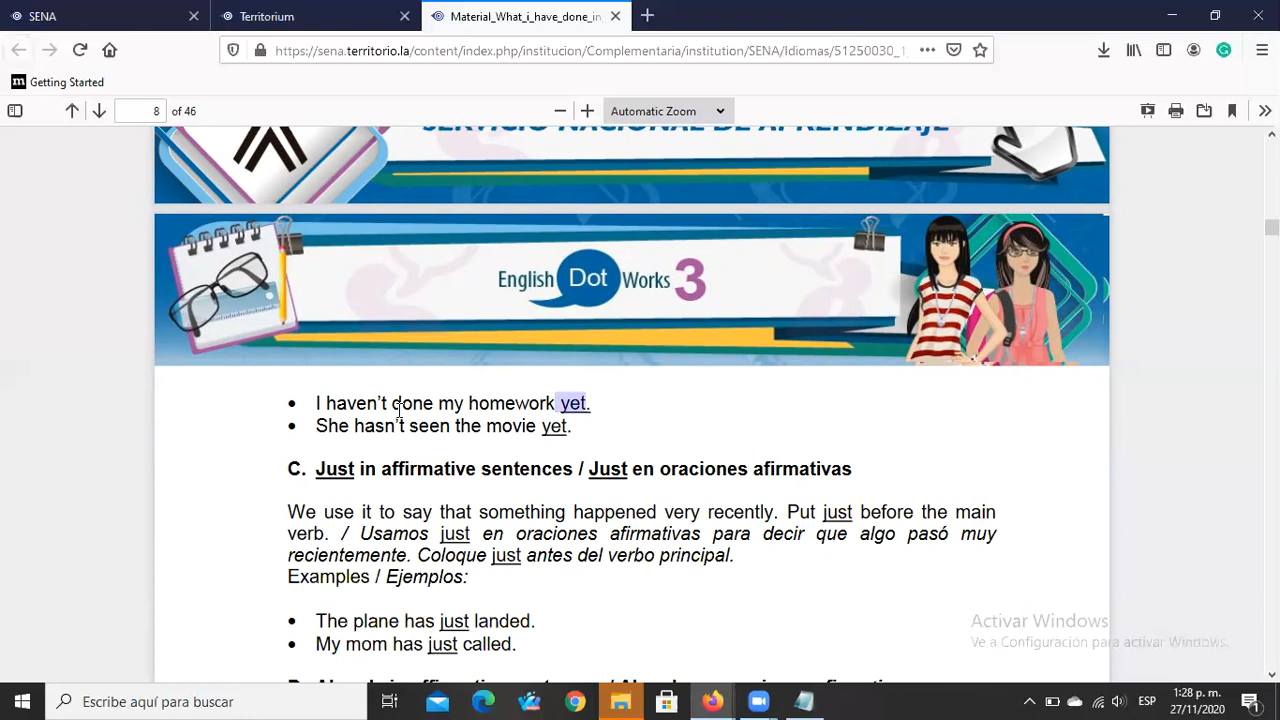 SENA
Territorium
Material_What_i_have_done_in_
https://sena.territorio.la/content/index.php/institucion/Complementaria/institution/SENA/Idiomas/51250030_1
Getting Started
8 of 46
Automatic Zoom
SERVICIO NACIONAL DE APRENDIZAJE
English Dot Works 3
• I haven't done my homework yet.
• She hasn't seen the movie yet.
C. Just in affirmative sentences / Just en oraciones afirmativas
We use it to say that something happened very recently. Put just before the main
verb. / Usamos just en oraciones afirmativas para decir que algo pasó muy
recientemente. Coloque just antes del verbo principal.
Examples / Ejemplos:
• The plane has just landed.
• My mom has just called.
Activar Windows
Ve a Configuración para activar Windows.
Escribe aquí para buscar
ESP
1:28 p. m.
27/11/2020